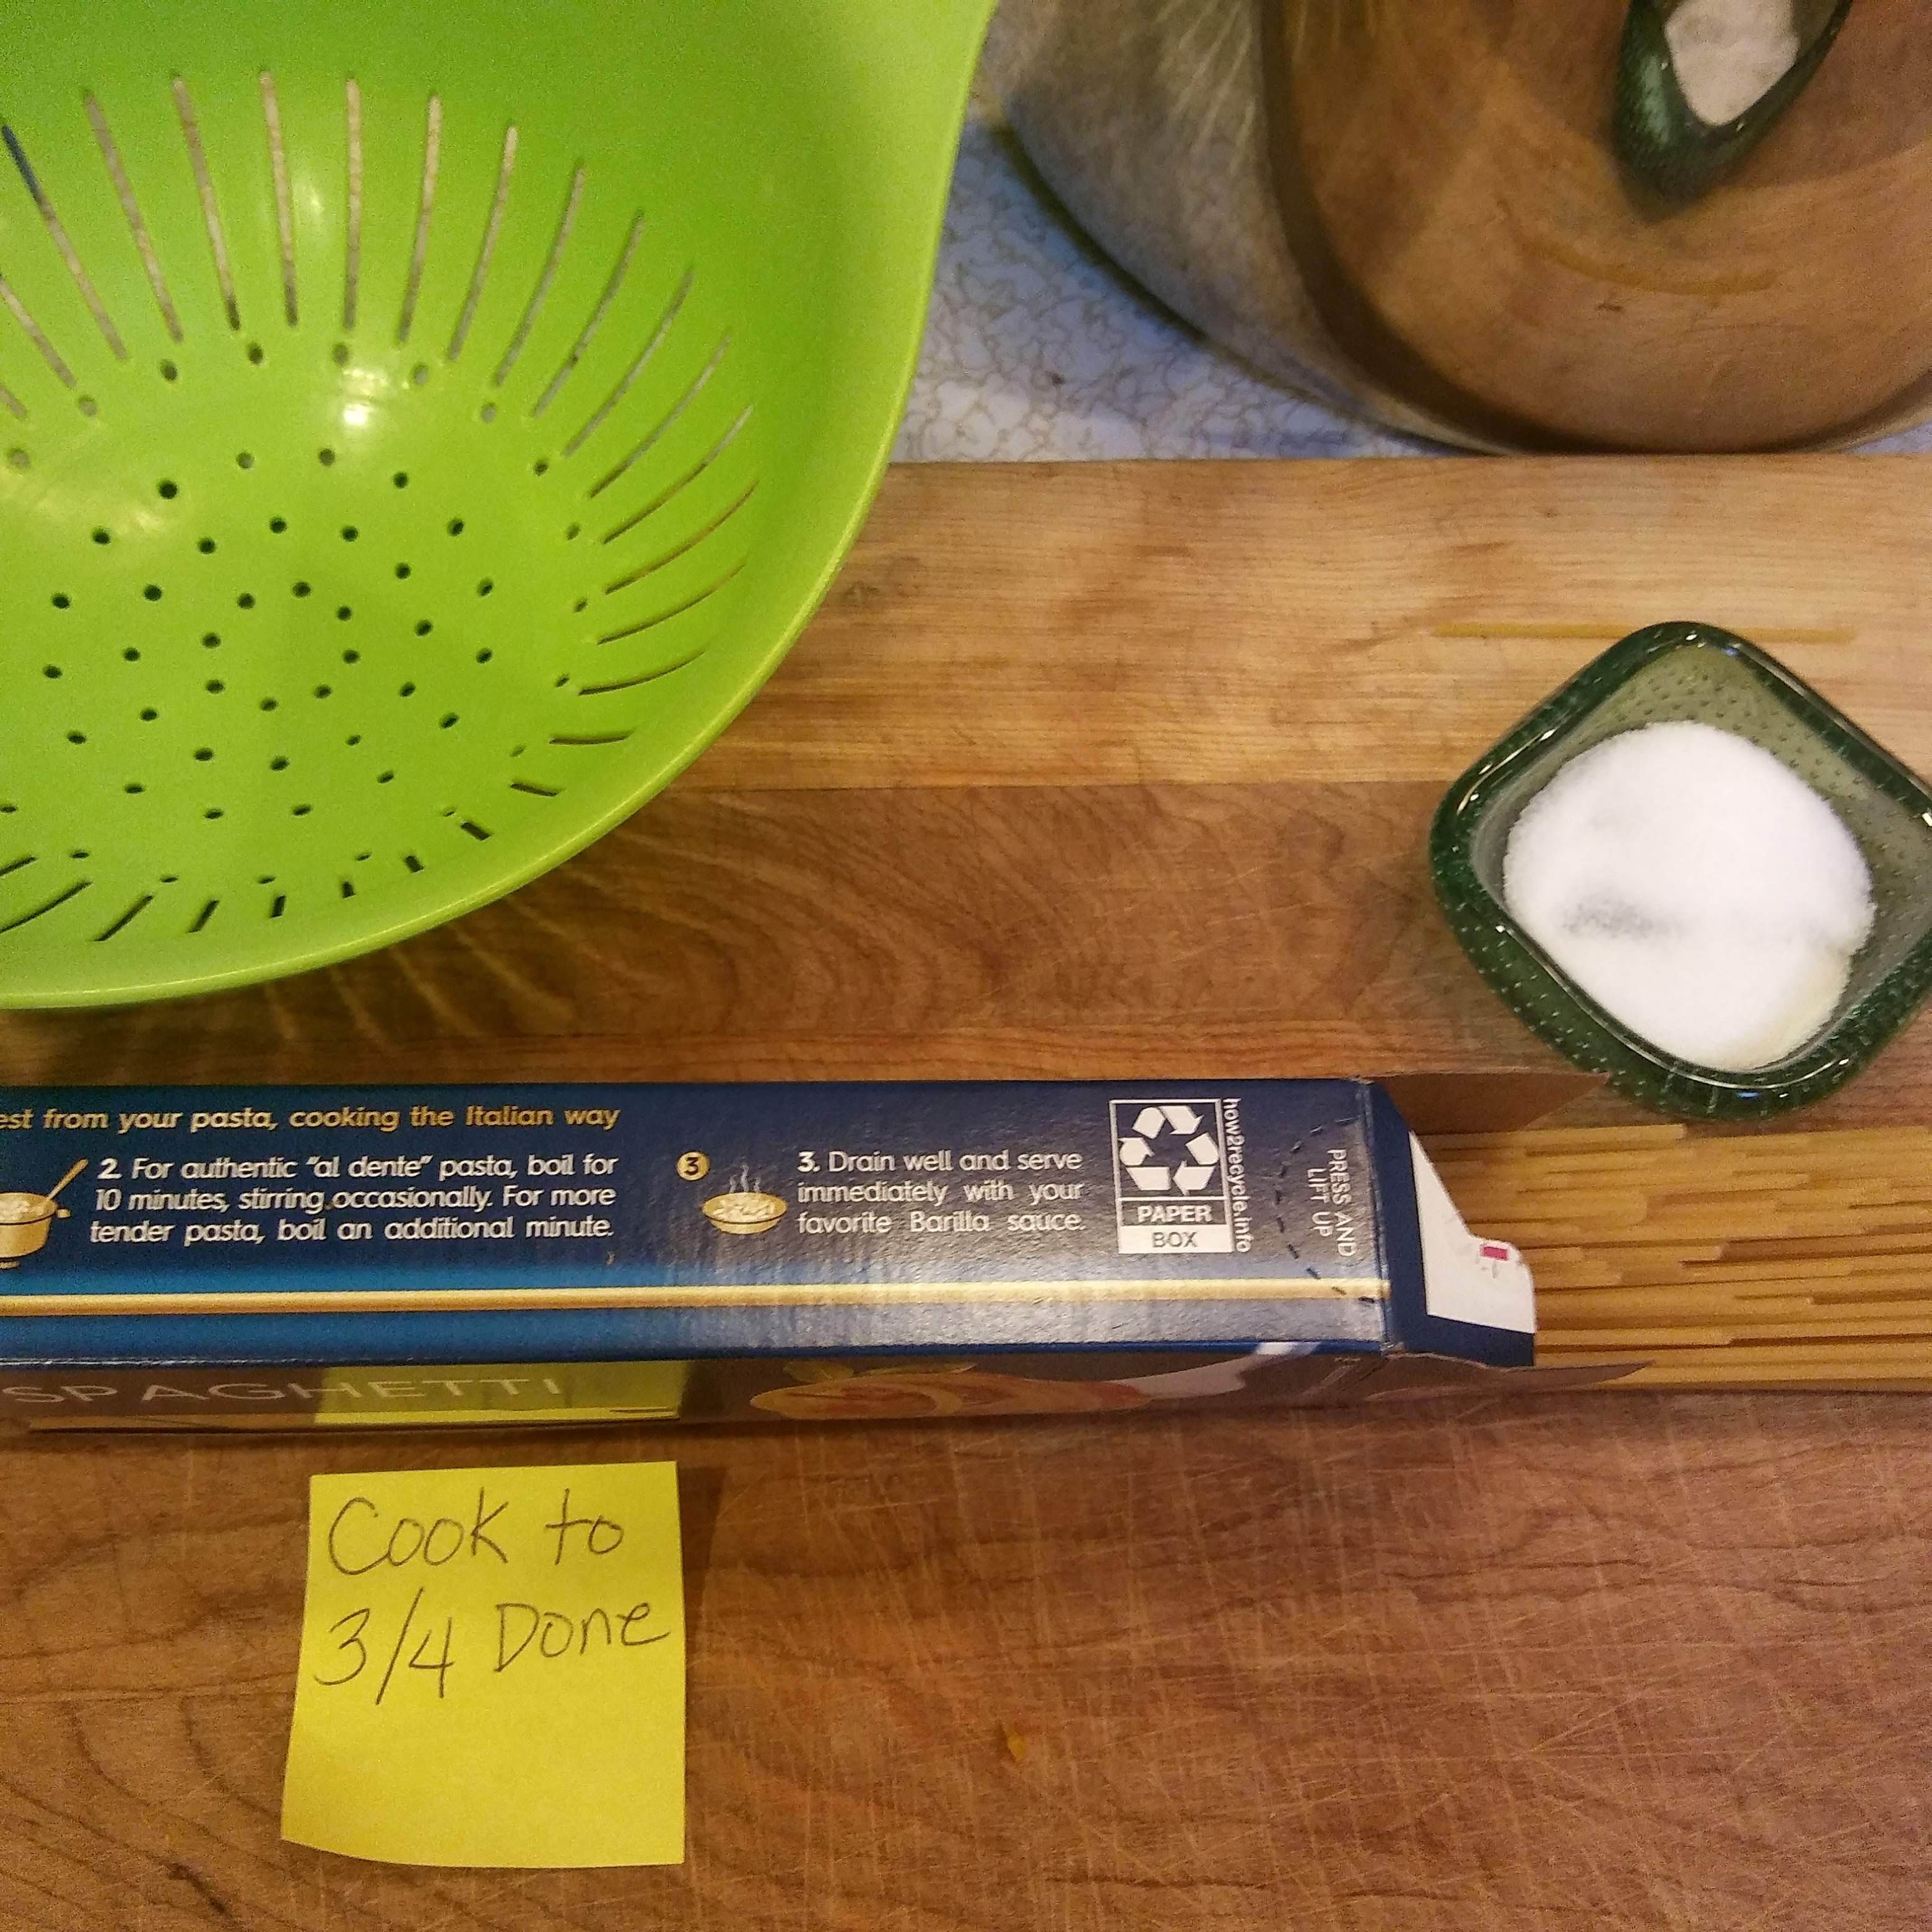 est from your pasta, cooking the Italian way
2. For authentic "al dente" pasta, boil for
10 minutes, stirring occasionally. For more
tender pasta, boil an additional minute.
3
3. Drain well and serve
immediately with your
favorite Barilla sauce.
PAPER
BOX
how2recycle.info
PRESS AND
LIFT UP
SPAGHETTI
Cook to
3/4 Done